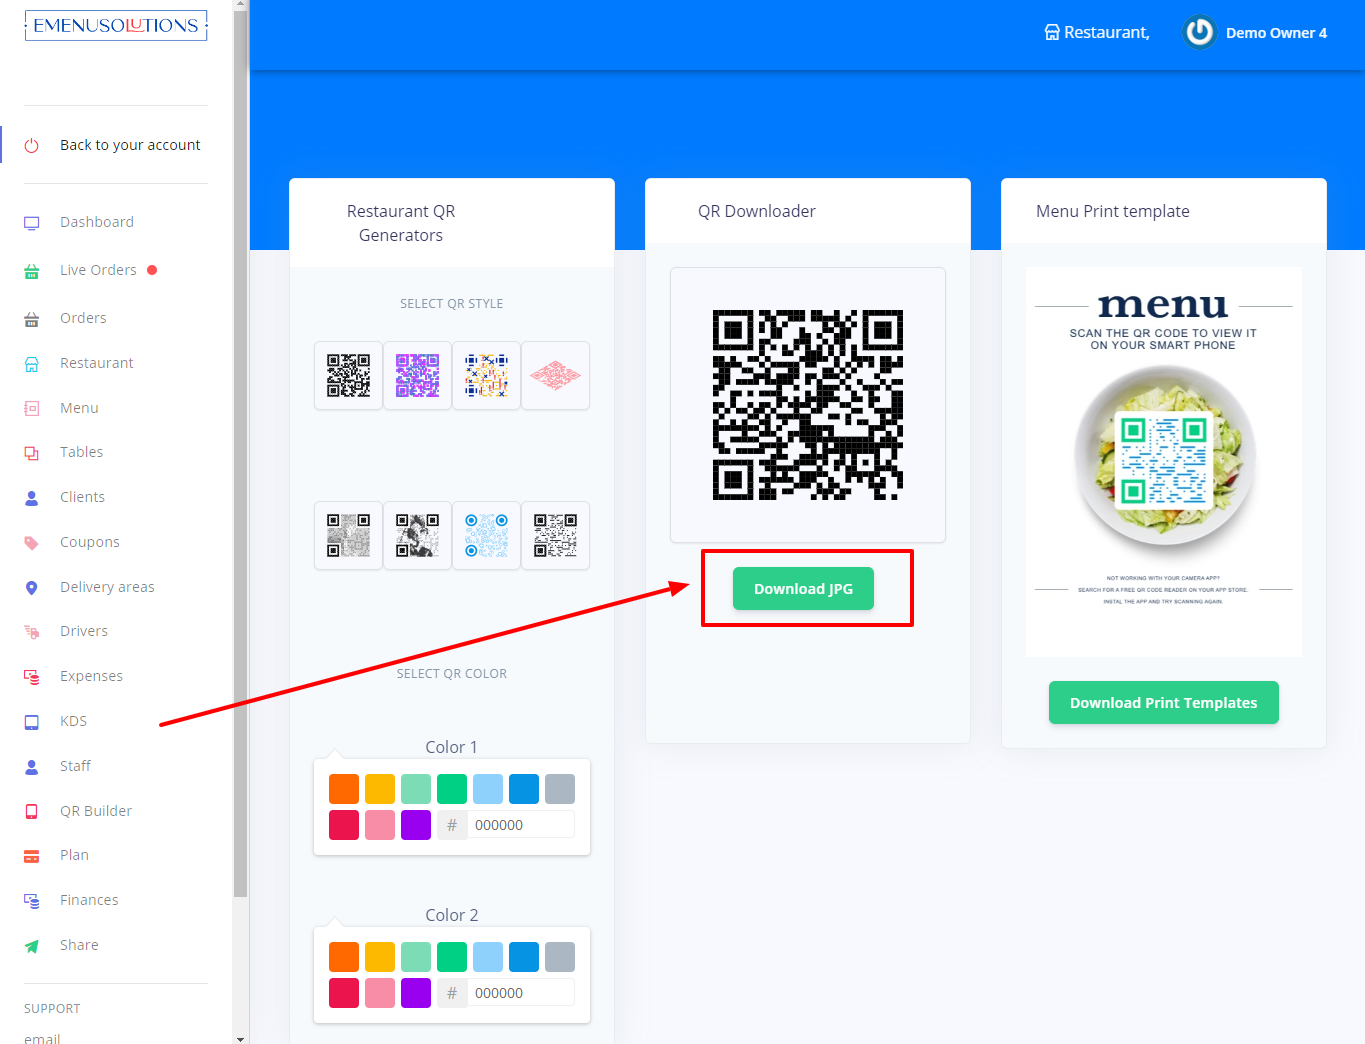 EMENUSOLUTIONS
Restaurant,
Demo Owner 4
Back to your account
Dashboard
Live Orders
Orders
Restaurant
Menu
Tables
Clients
Coupons
Delivery areas
Drivers
Expenses
KDS
Staff
QR Builder
Plan
Finances
Share
SUPPORT
email
Restaurant QR
Generators
SELECT QR STYLE
SELECT QR COLOR
Color 1
# 000000
Color 2
# 000000
QR Downloader
Download JPG
Menu Print template
menu
SCAN THE QR CODE TO VIEW IT
ON YOUR SMART PHONE
NOT WORKING WITH YOUR CAMERA APP?
SEARCH FOR A FREE QR CODE READER ON YOUR APP STORE.
INSTAL THE APP AND TRY SCANNING AGAIN.
Download Print Templates